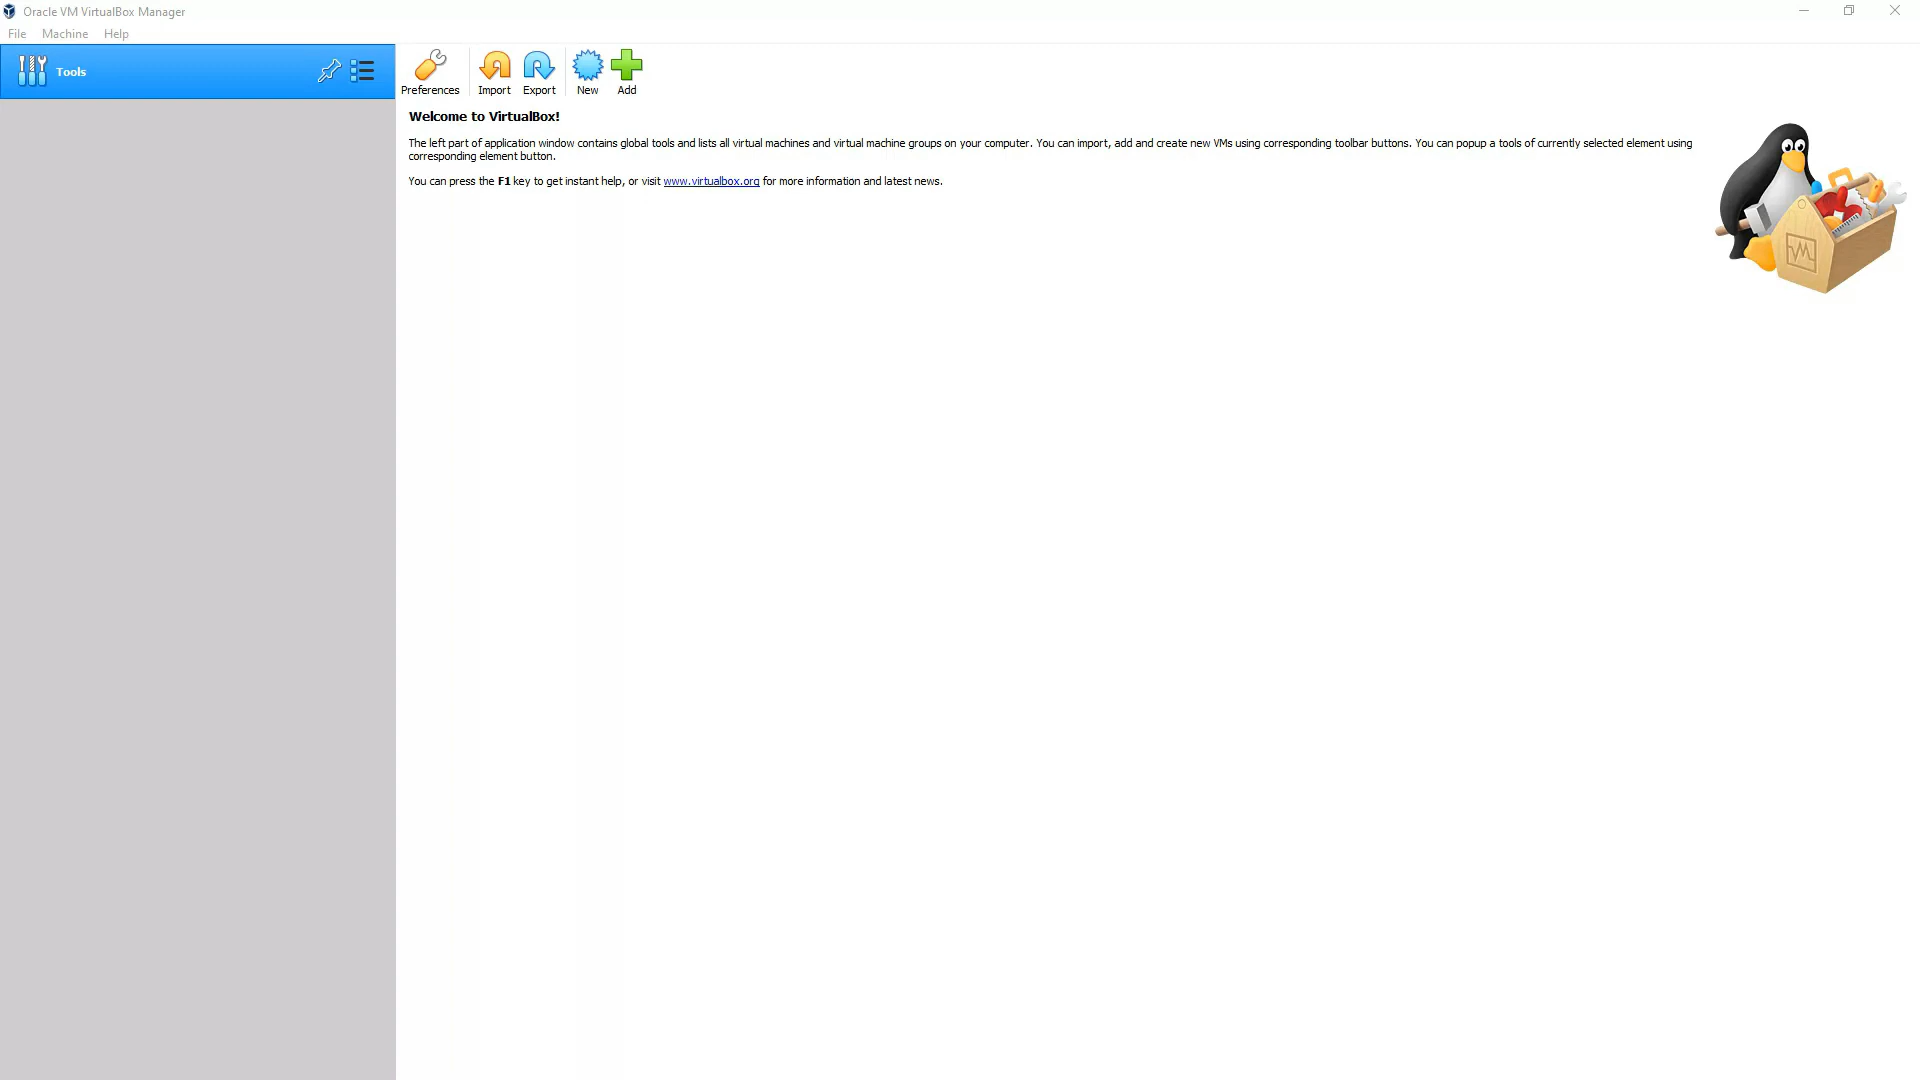 Oracle VM VirtualBox Manager
File Machine Help
Tools
Preferences Import Export New Add
Welcome to VirtualBox!
The left part of application window contains global tools and lists all virtual machines and virtual machine groups on your computer. You can import, add and create new VMs using corresponding toolbar buttons. You can popup a tools of currently selected element using
corresponding element button.
You can press the F1 key to get instant help, or visit www.virtualbox.org for more information and latest news.